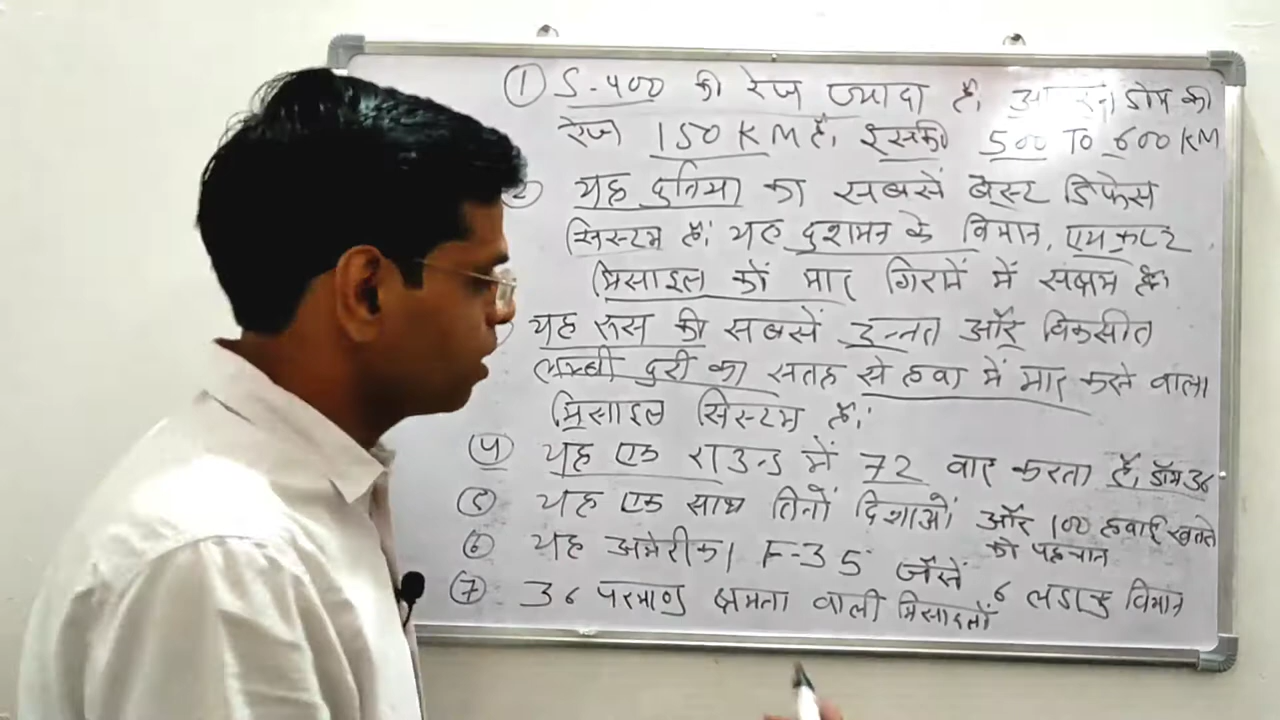 ① S-400 की रेंज ज्यादा है। आयरन डोम की
रेंज 150 KM है। इसकी 500 TO 600 KM
यह दुनिया का सबसें बेस्ट डिफेंस
सिस्टम है। यह दुशमन के विमान, एयक्राफ्ट
मिसाइल कों मार गिरामें में सक्षम है।
यह रूस की सबसें उन्नत और विकसीत
लम्बी दुरी का सतह से हवा में मार करने वाला
मिसाइल सिस्टम है।
④ यह एक राउन्ड में 72 वार करता है, डॉम 36
⑤ यह एक साथ तिनों दिशाओं और 100 हवाई खतरे को पहचान
⑥ यह अमेरीका F-35 जैसें 6 लडाकु विमान
⑦ 36 परमाणु क्षमता वाली मिसाइलों